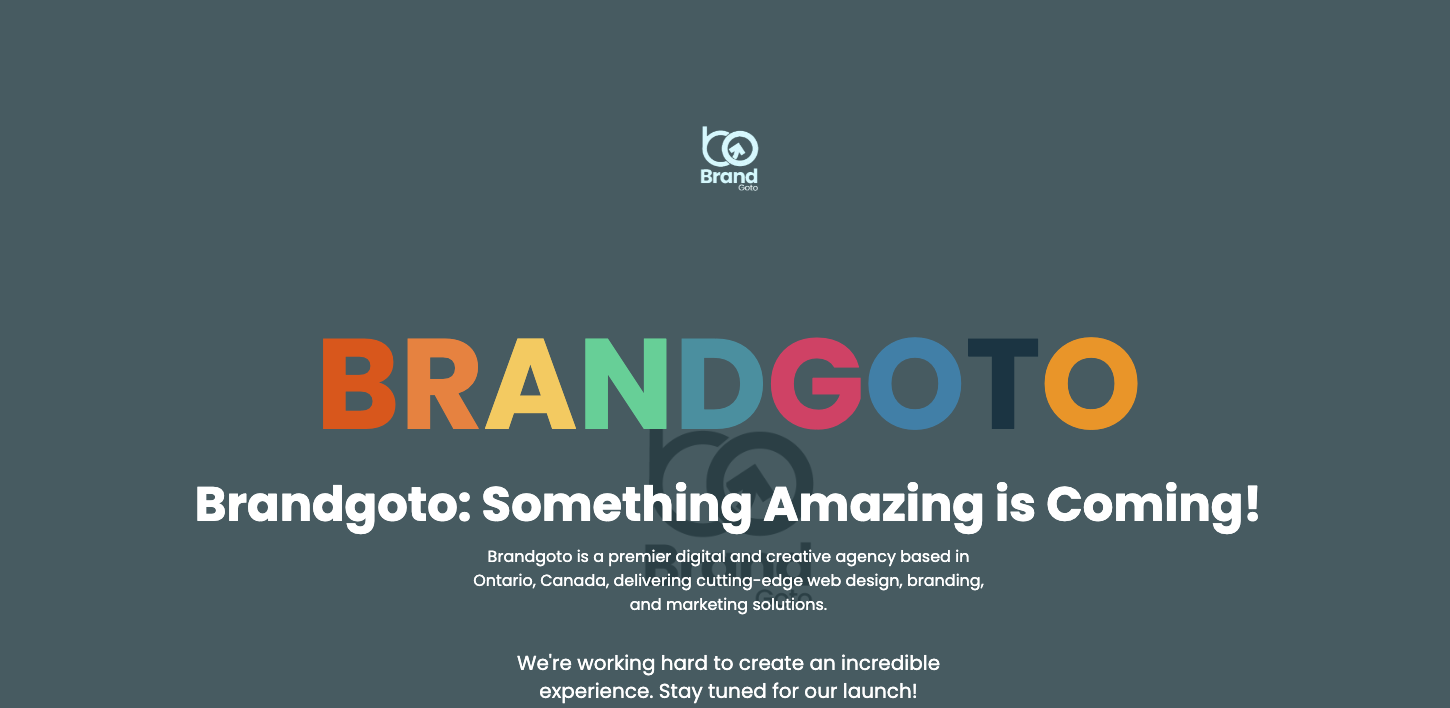 Brand
Goto
BRANDGOTO
Brandgoto: Something Amazing is Coming!
Brand
Goto
Brandgoto is a premier digital and creative agency based in
Ontario, Canada, delivering cutting-edge web design, branding,
and marketing solutions.
We're working hard to create an incredible
experience. Stay tuned for our launch!